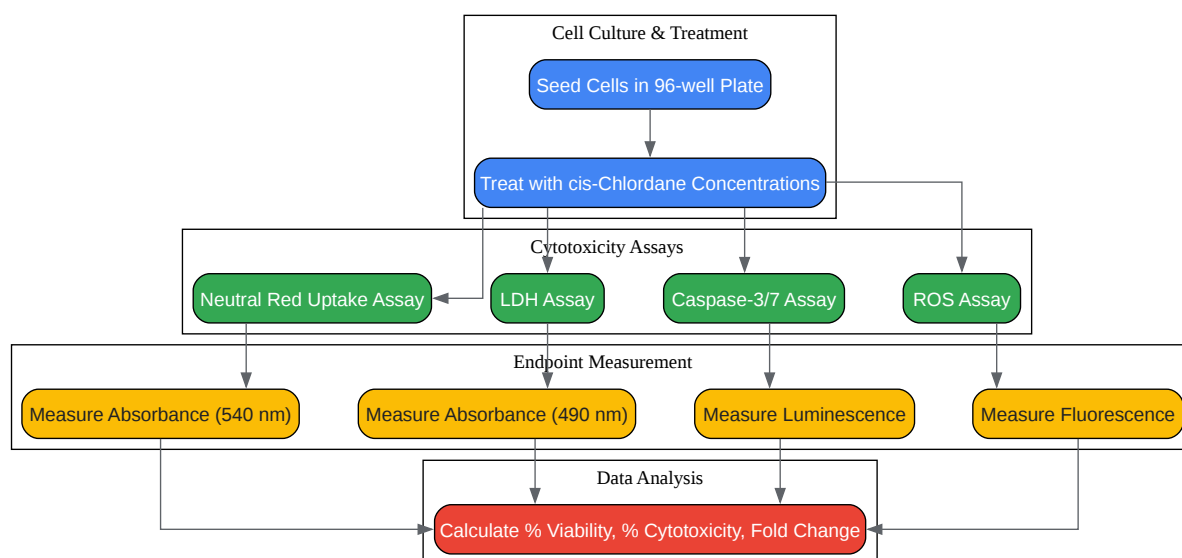 Cell Culture & Treatment
Seed Cells in 96-well Plate
Treat with cis-Chlordane Concentrations
Cytotoxicity Assays
Neutral Red Uptake Assay
LDH Assay
Caspase-3/7 Assay
ROS Assay
Endpoint Measurement
Measure Absorbance (540 nm)
Measure Absorbance (490 nm)
Measure Luminescence
Measure Fluorescence
Data Analysis
Calculate % Viability, % Cytotoxicity, Fold Change